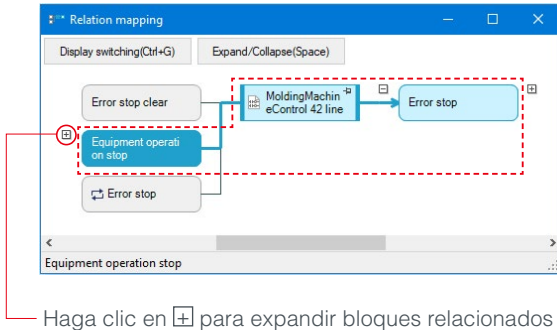 Relation mapping
Display switching(Ctrl+G)
Expand/Collapse(Space)
Error stop clear
MoldingMachin
eControl 42 line
Error stop
Equipment operati
on stop
Error stop
Equipment operation stop
Haga clic en ⊞ para expandir bloques relacionados